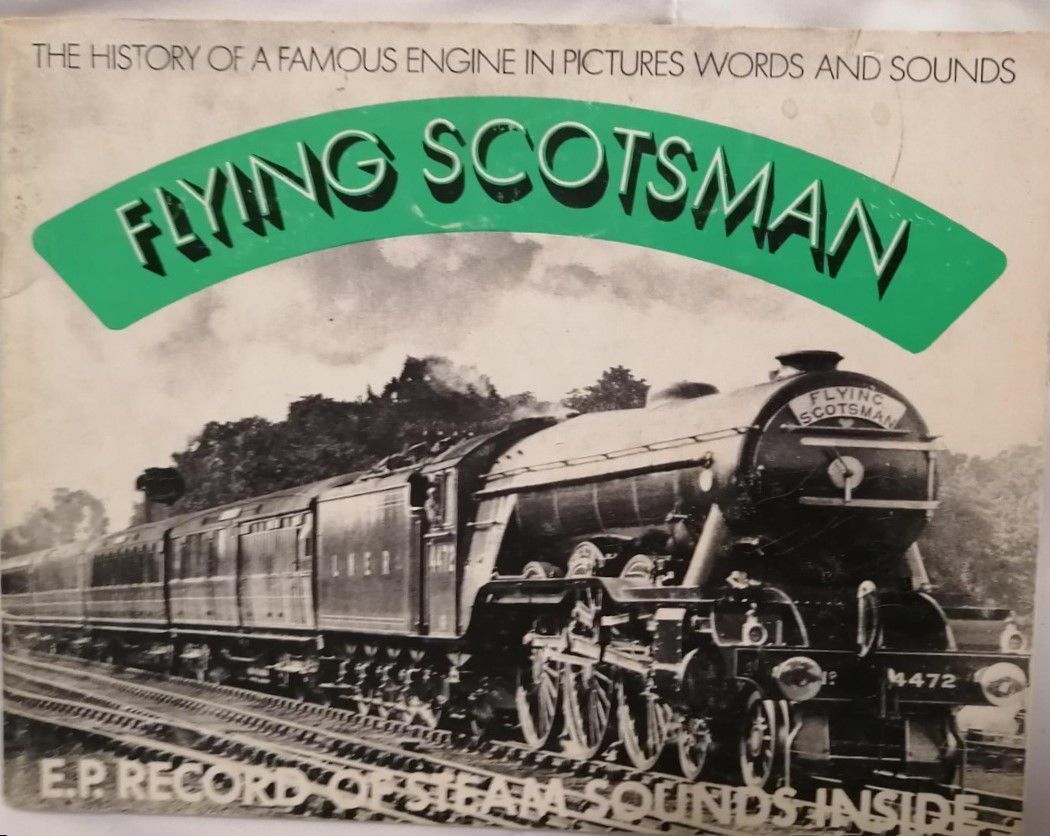 THE HISTORY OF A FAMOUS ENGINE IN PICTURES WORDS AND SOUNDS
FLYING SCOTSMAN
FLYING
SCOTSMAN
L N E R
4472
Nº 4472
E.P. RECORD OF STEAM SOUNDS INSIDE